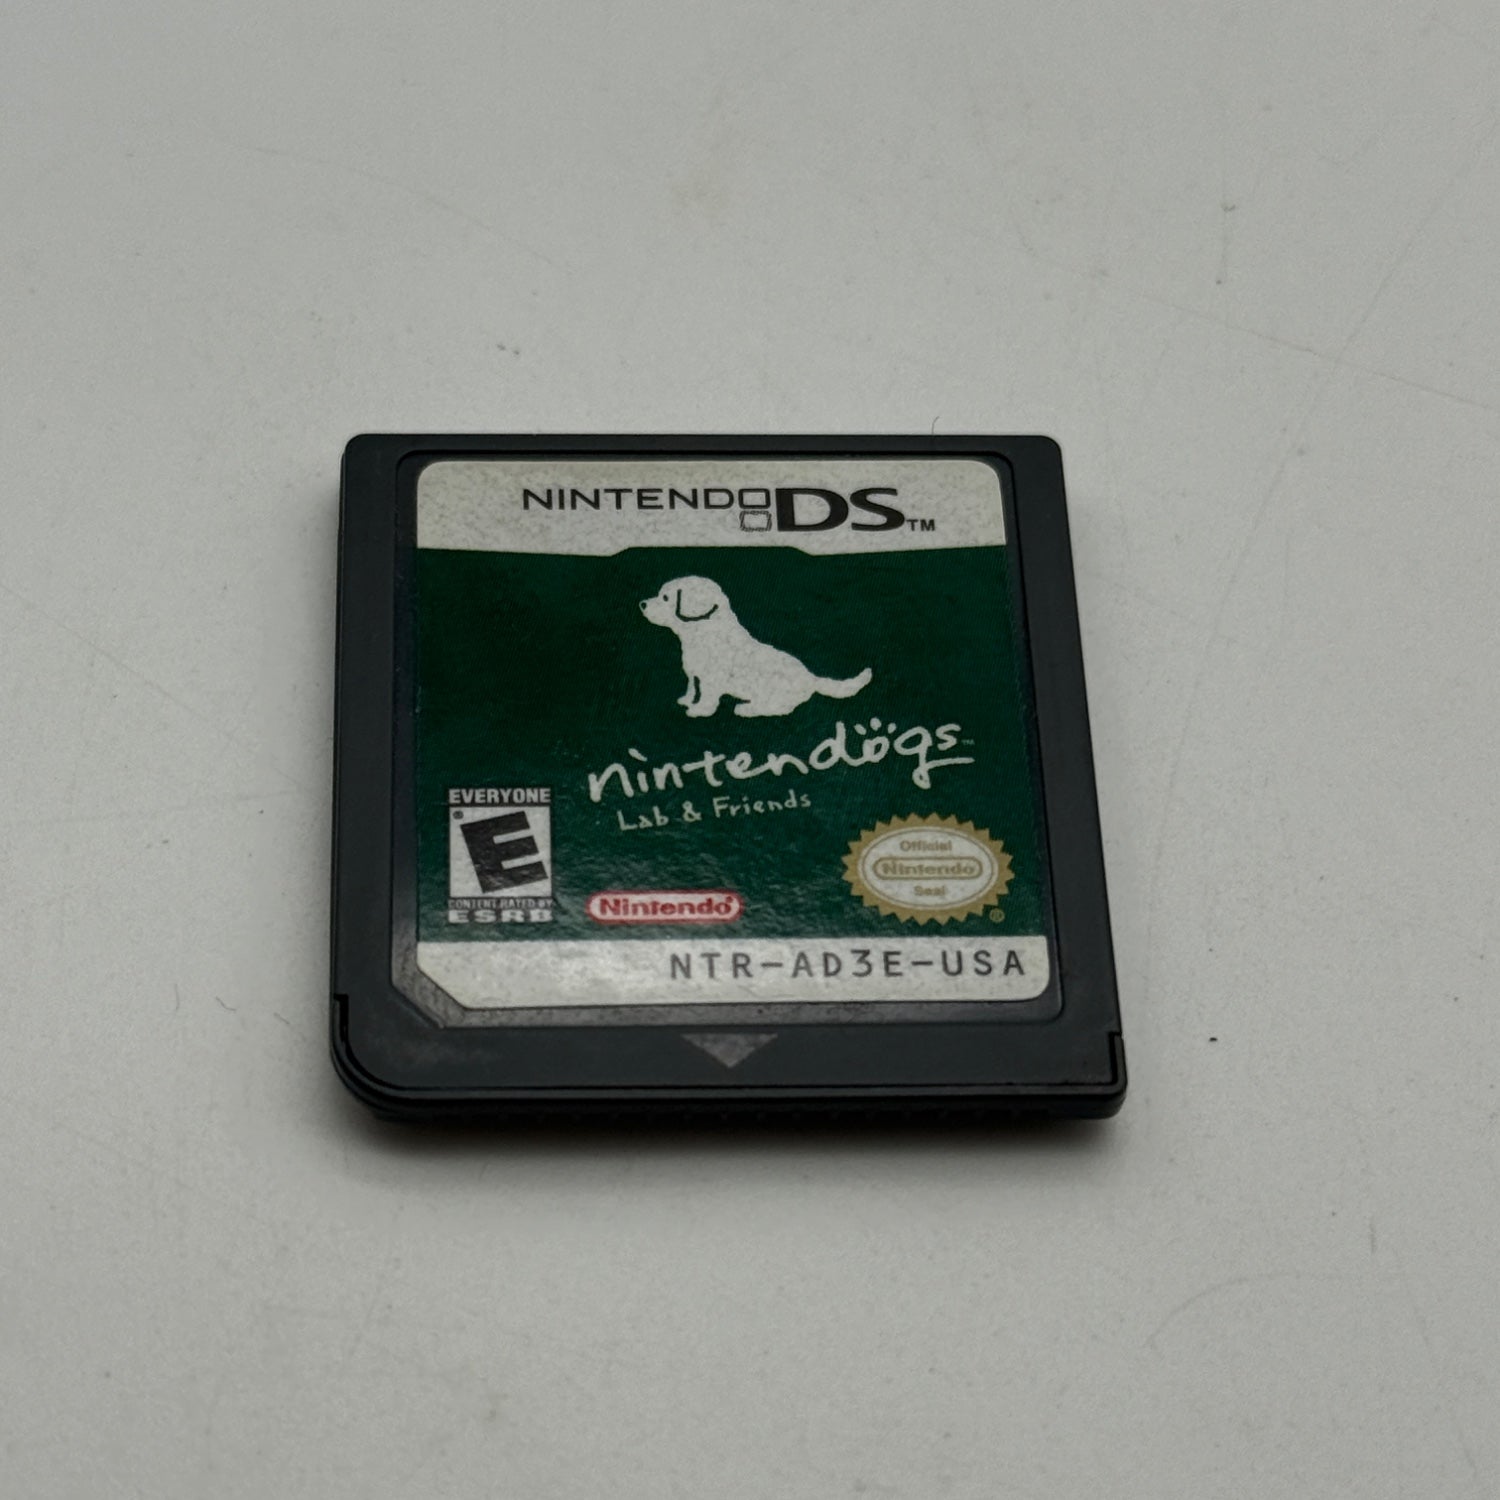 NINTENDO DS™
nintendogs™
Lab & Friends
EVERYONE
E
®
CONTENT RATED BY
ESRB
Nintendo®
Official
Nintendo
Seal
®
NTR-AD3E-USA